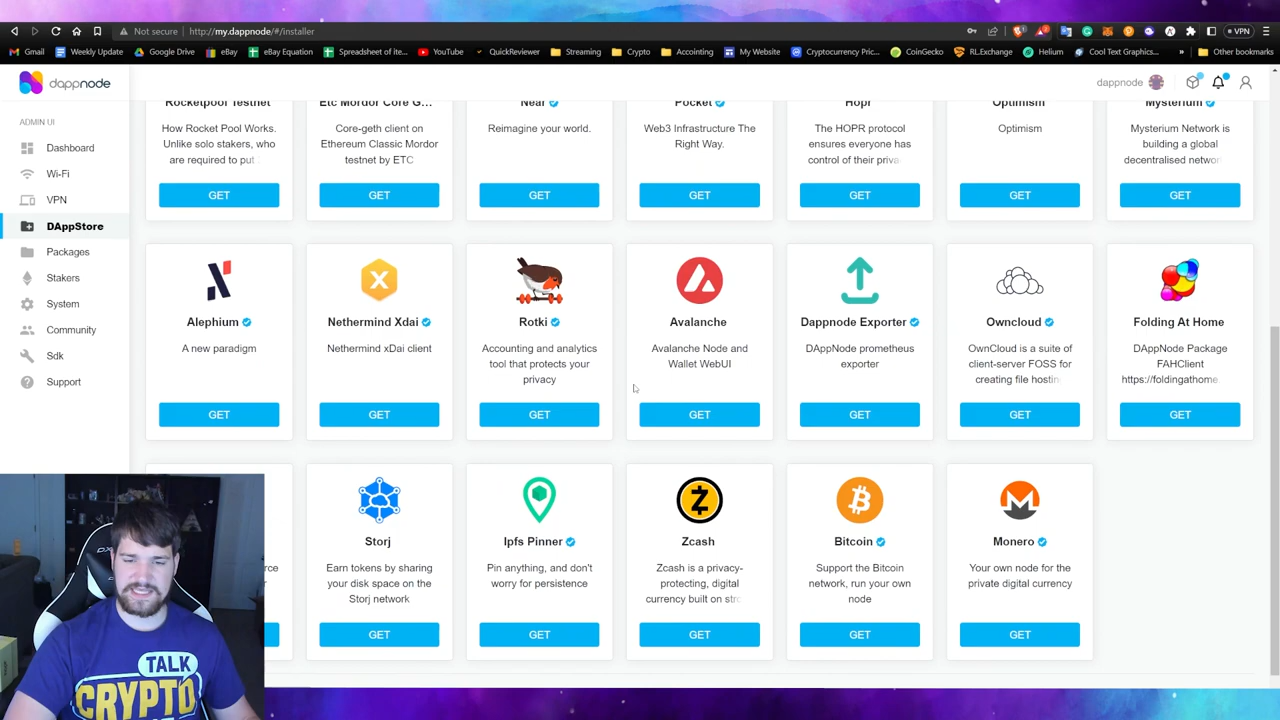 Not secure | http://my.dappnode/#/installer
VPN
Gmail Weekly Update Google Drive eBay eBay Equation Spreadsheet of ite... YouTube QuickReviewer Streaming Crypto Accointing My Website Cryptocurrency Pric... CoinGecko RL.Exchange Helium Cool Text Graphics... » Other bookmarks
dappnode
dappnode
ADMIN UI
Dashboard
Wi-Fi
VPN
DAppStore
Packages
Stakers
System
Community
Sdk
Support
Rocketpool Testnet
How Rocket Pool Works.
Unlike solo stakers, who
are required to put
GET
Etc Mordor Core G...
Core-geth client on
Ethereum Classic Mordor
testnet by ETC
GET
Near
Reimagine your world.
GET
Pocket
Web3 Infrastructure The
Right Way.
GET
Hopr
The HOPR protocol
ensures everyone has
control of their priva
GET
Optimism
Optimism
GET
Mysterium
Mysterium Network is
building a global
decentralised networ
GET
Alephium
A new paradigm
GET
Nethermind Xdai
Nethermind xDai client
GET
Rotki
Accounting and analytics
tool that protects your
privacy
GET
Avalanche
Avalanche Node and
Wallet WebUI
GET
Dappnode Exporter
DAppNode prometheus
exporter
GET
Owncloud
OwnCloud is a suite of
client-server FOSS for
creating file hostin
GET
Folding At Home
DAppNode Package
FAHClient
https://foldingathome.
GET
Storj
Earn tokens by sharing
your disk space on the
Storj network
GET
Ipfs Pinner
Pin anything, and don't
worry for persistence
GET
Zcash
Zcash is a privacy-
protecting, digital
currency built on stro
GET
Bitcoin
Support the Bitcoin
network, run your own
node
GET
Monero
Your own node for the
private digital currency
GET
TALK
CRYPTO